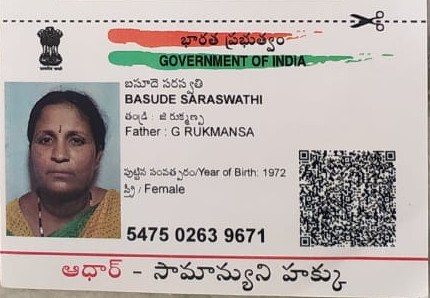 భారత ప్రభుత్వం
GOVERNMENT OF INDIA
బసూదె సరస్వతి
BASUDE SARASWATHI
తండ్రి : జి రుక్మణ్స
Father : G RUKMANSA
పుట్టిన సంవత్సరం/Year of Birth: 1972
స్త్రీ / Female
5475 0263 9671
ఆధార్ - సామాన్యుని హక్కు